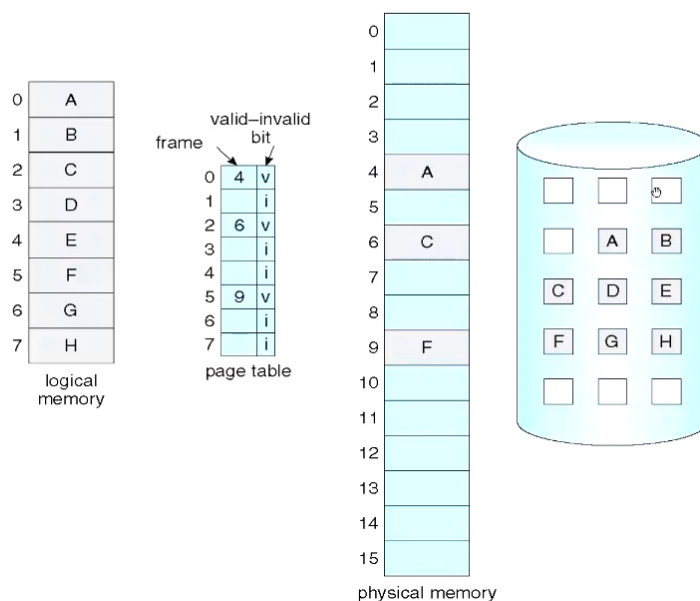 0 A
1 B
2 C
3 D
4 E
5 F
6 G
7 H
logical
memory
valid–invalid
bit
frame
0 4 v
1 i
2 6 v
3 i
4 i
5 9 v
6 i
7 i
page table
0
1
2
3
4 A
5
6 C
7
8
9 F
10
11
12
13
14
15
physical memory
A B
C D E
F G H